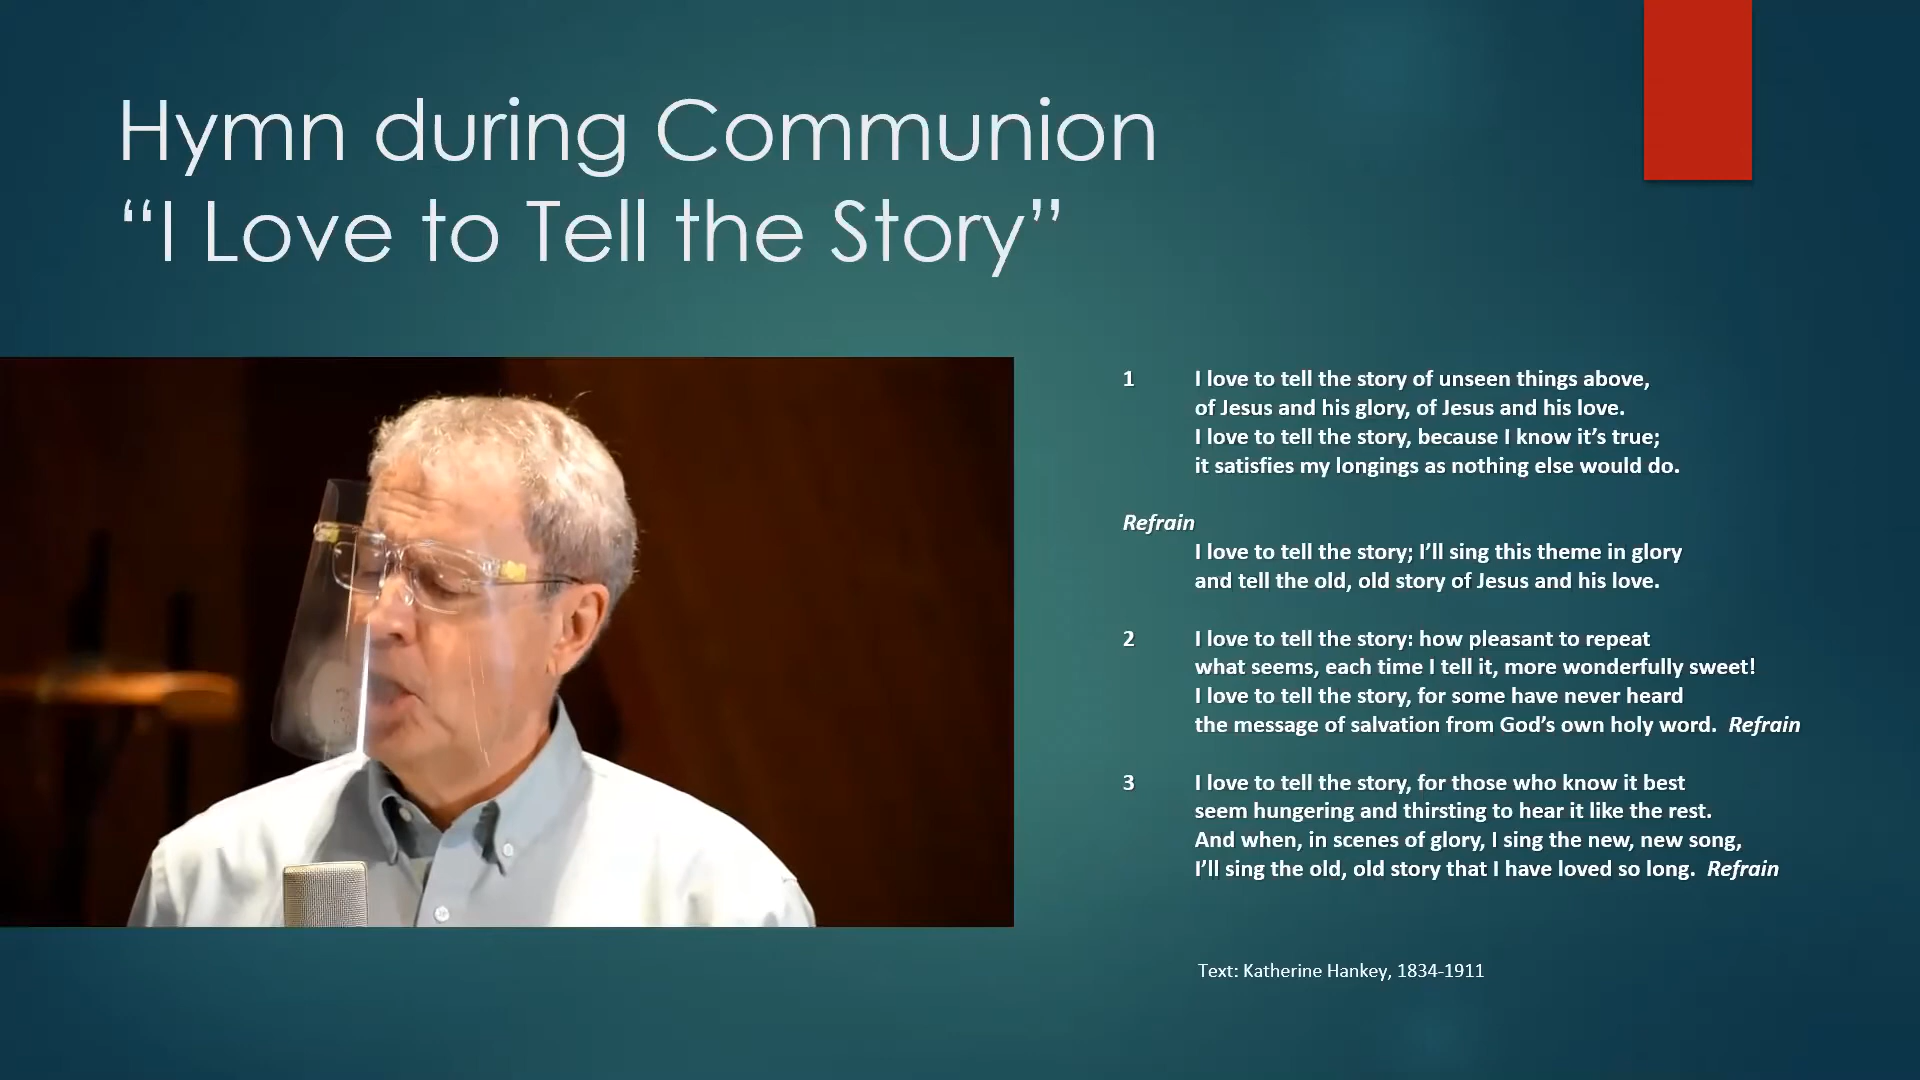 Hymn during Communion
“I Love to Tell the Story”
1 I love to tell the story of unseen things above,
of Jesus and his glory, of Jesus and his love.
I love to tell the story, because I know it’s true;
it satisfies my longings as nothing else would do.
Refrain
I love to tell the story; I’ll sing this theme in glory
and tell the old, old story of Jesus and his love.
2 I love to tell the story: how pleasant to repeat
what seems, each time I tell it, more wonderfully sweet!
I love to tell the story, for some have never heard
the message of salvation from God’s own holy word. Refrain
3 I love to tell the story, for those who know it best
seem hungering and thirsting to hear it like the rest.
And when, in scenes of glory, I sing the new, new song,
I’ll sing the old, old story that I have loved so long. Refrain
Text: Katherine Hankey, 1834-1911